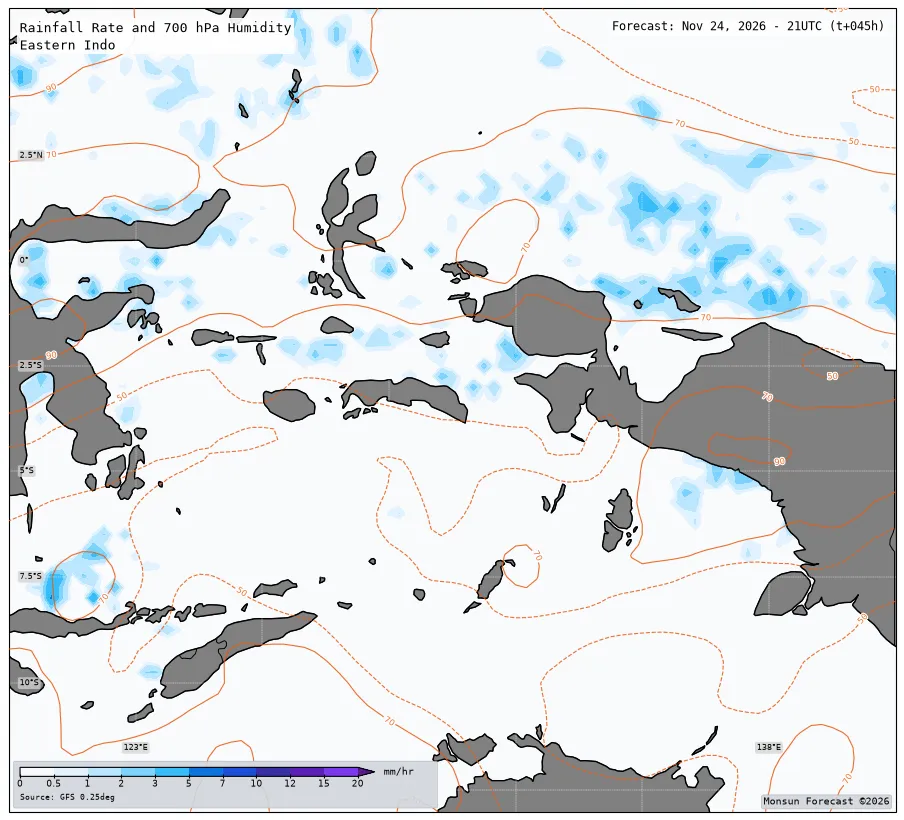 Rainfall Rate and 700 hPa Humidity
Eastern Indo
Forecast: Nov 24, 2026 - 21UTC (t+045h)
50
90
50
70
50
2.5°N
70
70
0°
70
90
2.5°S
50
50
70
90
5°S
70
7.5°S
70
50
50
10°S
70
123°E
138°E
70
mm/hr
0 0.5 1 2 3 5 7 10 12 15 20
Source: GFS 0.25deg
Monsun Forecast ©2026